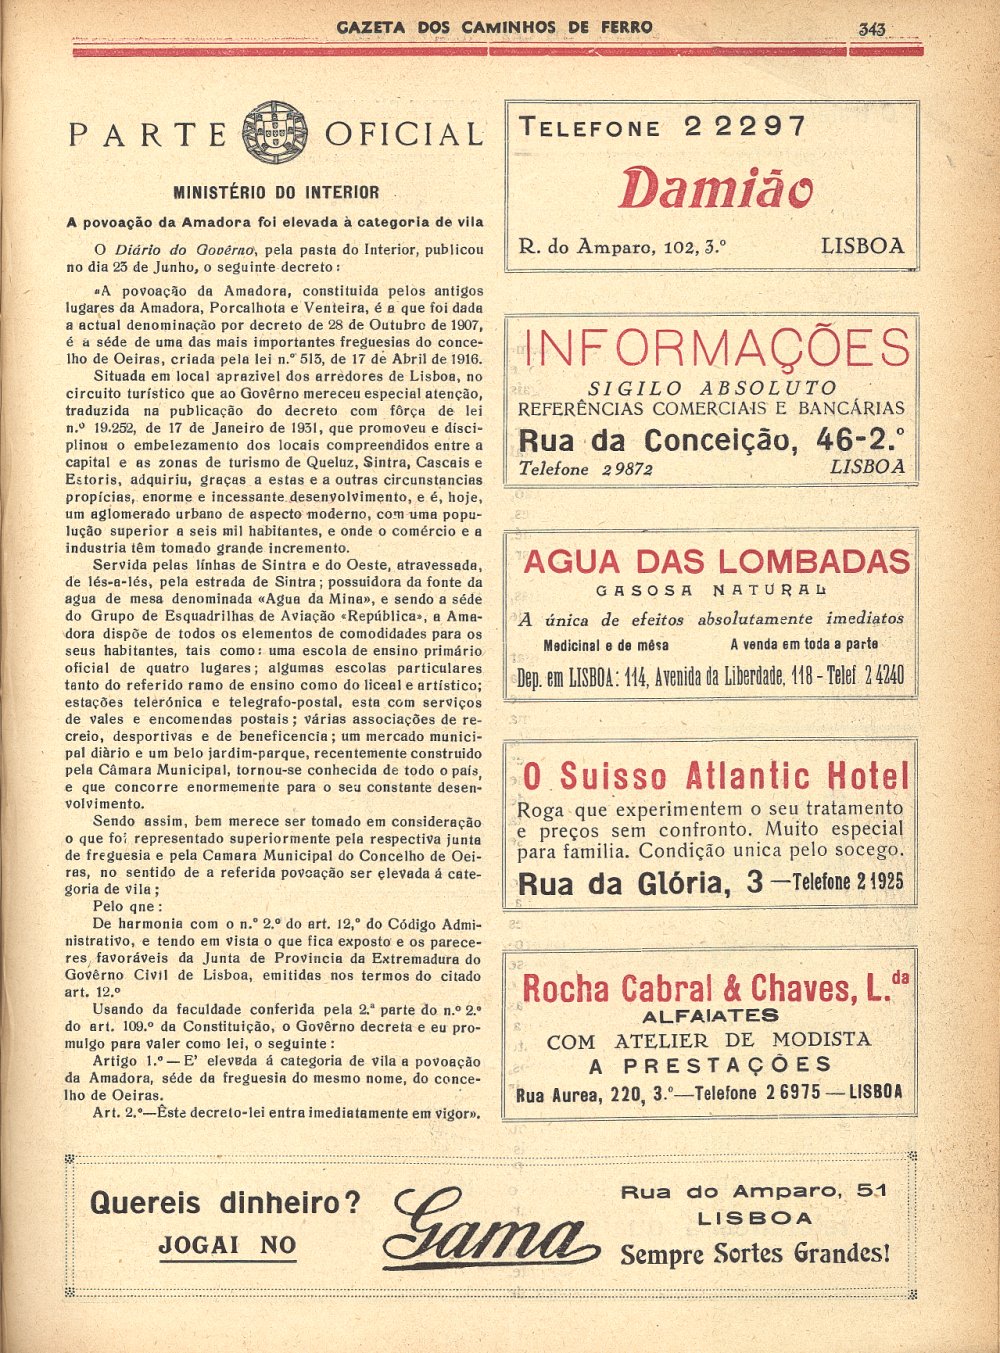 GAZETA DOS CAMINHOS DE FERRO
343
PARTE OFICIAL
MINISTÉRIO DO INTERIOR
A povoação da Amadora foi elevada à categoria de vila
O Diário do Govêrno, pela pasta do Interior, publicou
no dia 23 de Junho, o seguinte decreto:
«A povoação da Amadora, constituida pelos antigos
lugares da Amadora, Porcalhota e Venteira, é a que foi dada
a actual denominação por decreto de 28 de Outubro de 1907,
é a séde de uma das mais importantes freguesias do conce-
lho de Oeiras, criada pela lei n.º 513, de 17 de Abril de 1916.
Situada em local aprazivel dos arredores de Lisboa, no
circuito turístico que ao Govêrno mereceu especial atenção,
traduzida na publicação do decreto com fôrça de lei
n.º 19.252, de 17 de Janeiro de 1931, que promoveu e disci-
plinou o embelezamento dos locais compreendidos entre a
capital e as zonas de turismo de Queluz, Sintra, Cascais e
Estoris, adquiriu, graças a estas e a outras circunstancias
propícias, enorme e incessante desenvolvimento, e é, hoje,
um aglomerado urbano de aspecto moderno, com uma popu-
lução superior a seis mil habitantes, e onde o comércio e a
industria têm tomado grande incremento.
Servida pelas línhas de Sintra e do Oeste, atravessada,
de lés-a-lés, pela estrada de Sintra; possuidora da fonte da
agua de mesa denominada «Agua da Mina», e sendo a séde
do Grupo de Esquadrilhas de Aviação «República», a Ama-
dora dispõe de todos os elementos de comodidades para os
seus habitantes, tais como: uma escola de ensino primário
oficial de quatro lugares; algumas escolas particulares
tanto do referido ramo de ensino como do liceal e artístico;
estações telerónica e telegrafo-postal, esta com serviços
de vales e encomendas postais; várias associações de re-
creio, desportivas e de beneficencia; um mercado munici-
pal diàrio e um belo jardim-parque, recentemente construido
pela Câmara Municipal, tornou-se conhecida de todo o país,
e que concorre enormemente para o seu constante desen-
volvimento.
Sendo assim, bem merece ser tomado em consideração
o que foi representado superiormente pela respectiva junta
de freguesia e pela Camara Municipal do Concelho de Oei-
ras, no sentido de a referida povoação ser elevada á cate-
goria de vila;
Pelo qne:
De harmonia com o n.º 2.º do art. 12,º do Código Admi-
nistrativo, e tendo em vista o que fica exposto e os parece-
res favoráveis da Junta de Provincia da Extremadura do
Govêrno Civil de Lisboa, emitidas nos termos do citado
art. 12.º
Usando da faculdade conferida pela 2.ª parte do n.º 2.º
do art. 109.º da Constituição, o Govêrno decreta e eu pro-
mulgo para valer como lei, o seguinte:
Artigo 1.º — E' elevada á categoria de vila a povoação
da Amadora, séde da freguesia do mesmo nome, do conce-
lho de Oeiras.
Art. 2.º—Êste decreto-lei entra imediatamente em vigor».
TELEFONE 22297
Damião
R. do Amparo, 102, 3.º LISBOA
INFORMAÇÕES
SIGILO ABSOLUTO
REFERÊNCIAS COMERCIAIS E BANCÁRIAS
Rua da Conceição, 46-2.º
Telefone 29872 LISBOA
AGUA DAS LOMBADAS
GASOSA NATURAL
A única de efeitos absolutamente imediatos
Medicinal e de mêsa A venda em toda a parte
Dep. em LISBOA: 114, Avenida da Liberdade, 118 - Telef 2 4240
O Suisso Atlantic Hotel
Roga que experimentem o seu tratamento
e preços sem confronto. Muito especial
para familia. Condição unica pelo socego.
Rua da Glória, 3 — Telefone 21925
Rocha Cabral & Chaves, L.da
ALFAIATES
COM ATELIER DE MODISTA
A PRESTAÇÕES
Rua Aurea, 220, 3.º—Telefone 26975 — LISBOA
Quereis dinheiro?
JOGAI NO
Gama
Rua do Amparo, 51
LISBOA
Sempre Sortes Grandes!